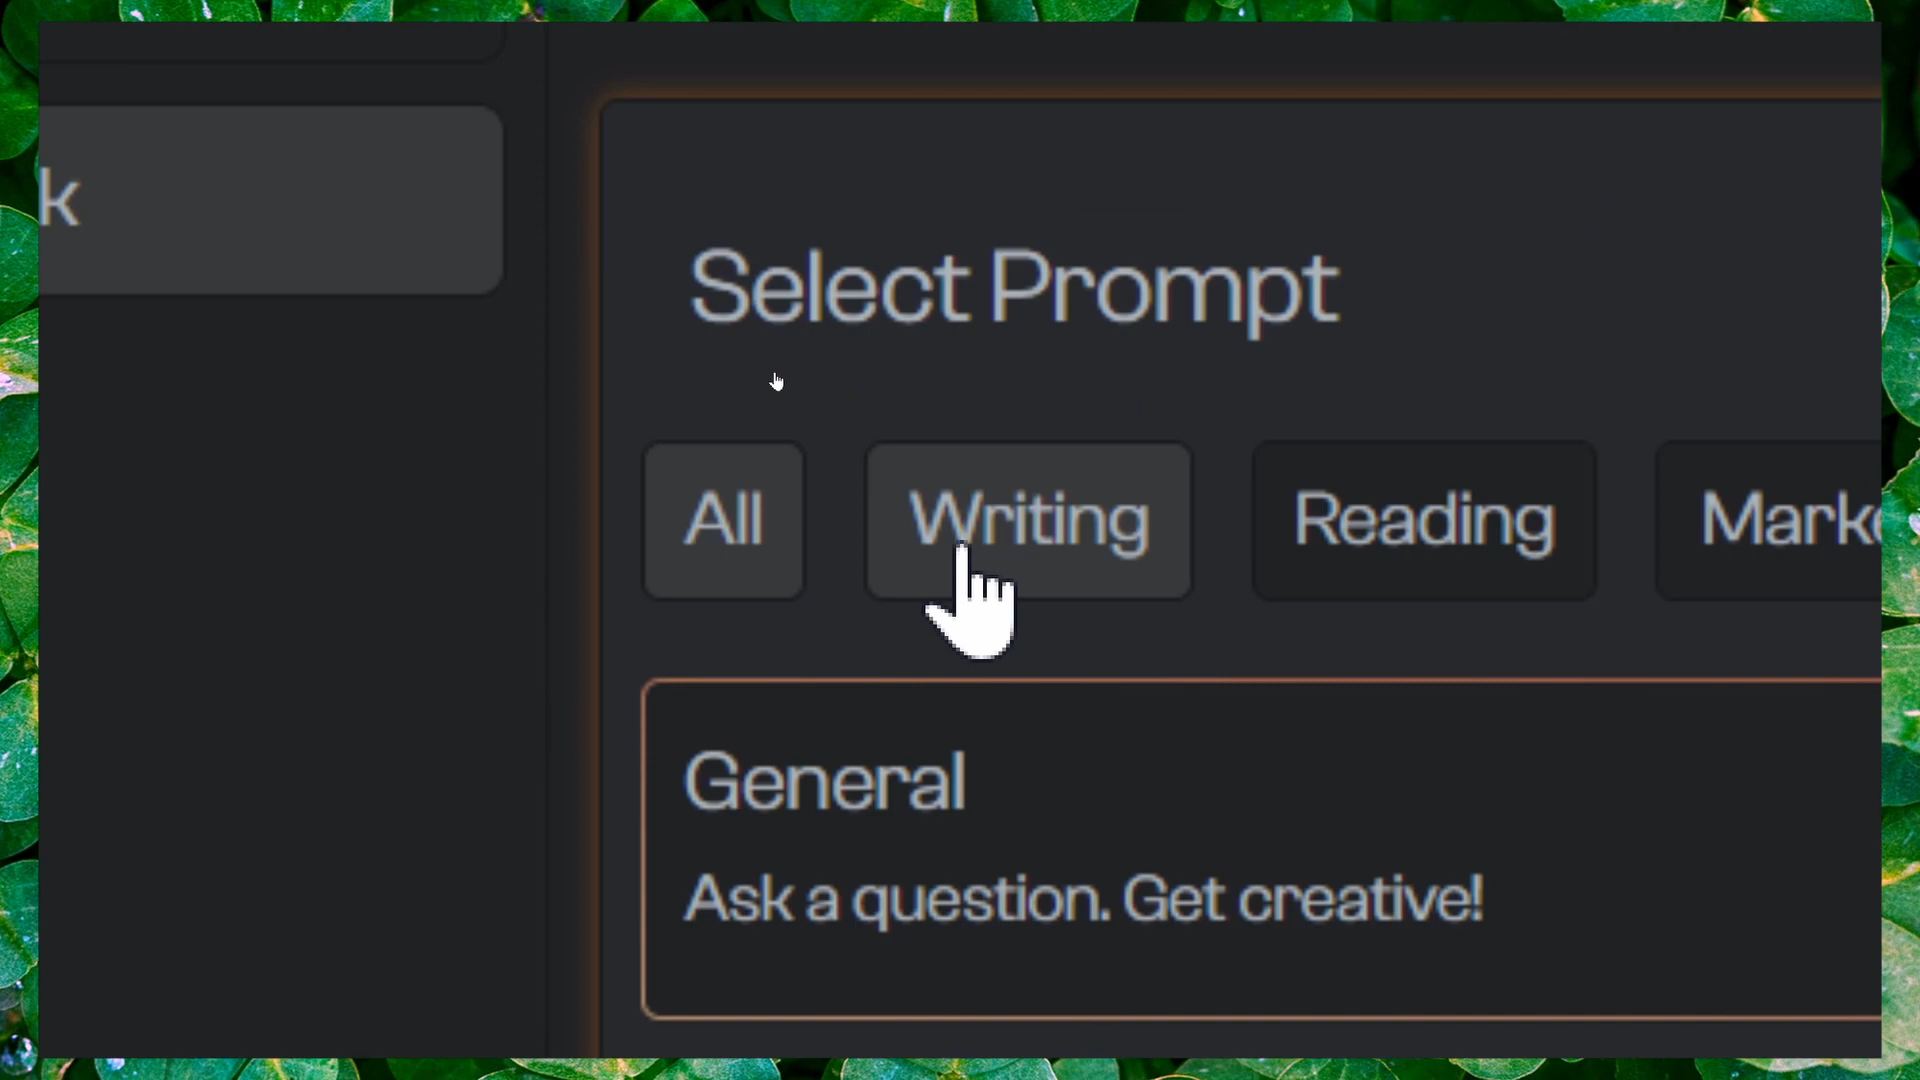 k
Select Prompt
All Writing Reading
General
Ask a question. Get creative!